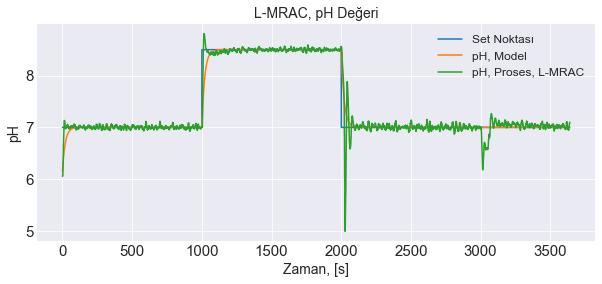 L-MRAC, pH Değeri
Set Noktası
pH, Model
pH, Proses, L-MRAC
8
7
6
5
pH
0 500 1000 1500 2000 2500 3000 3500
Zaman, [s]